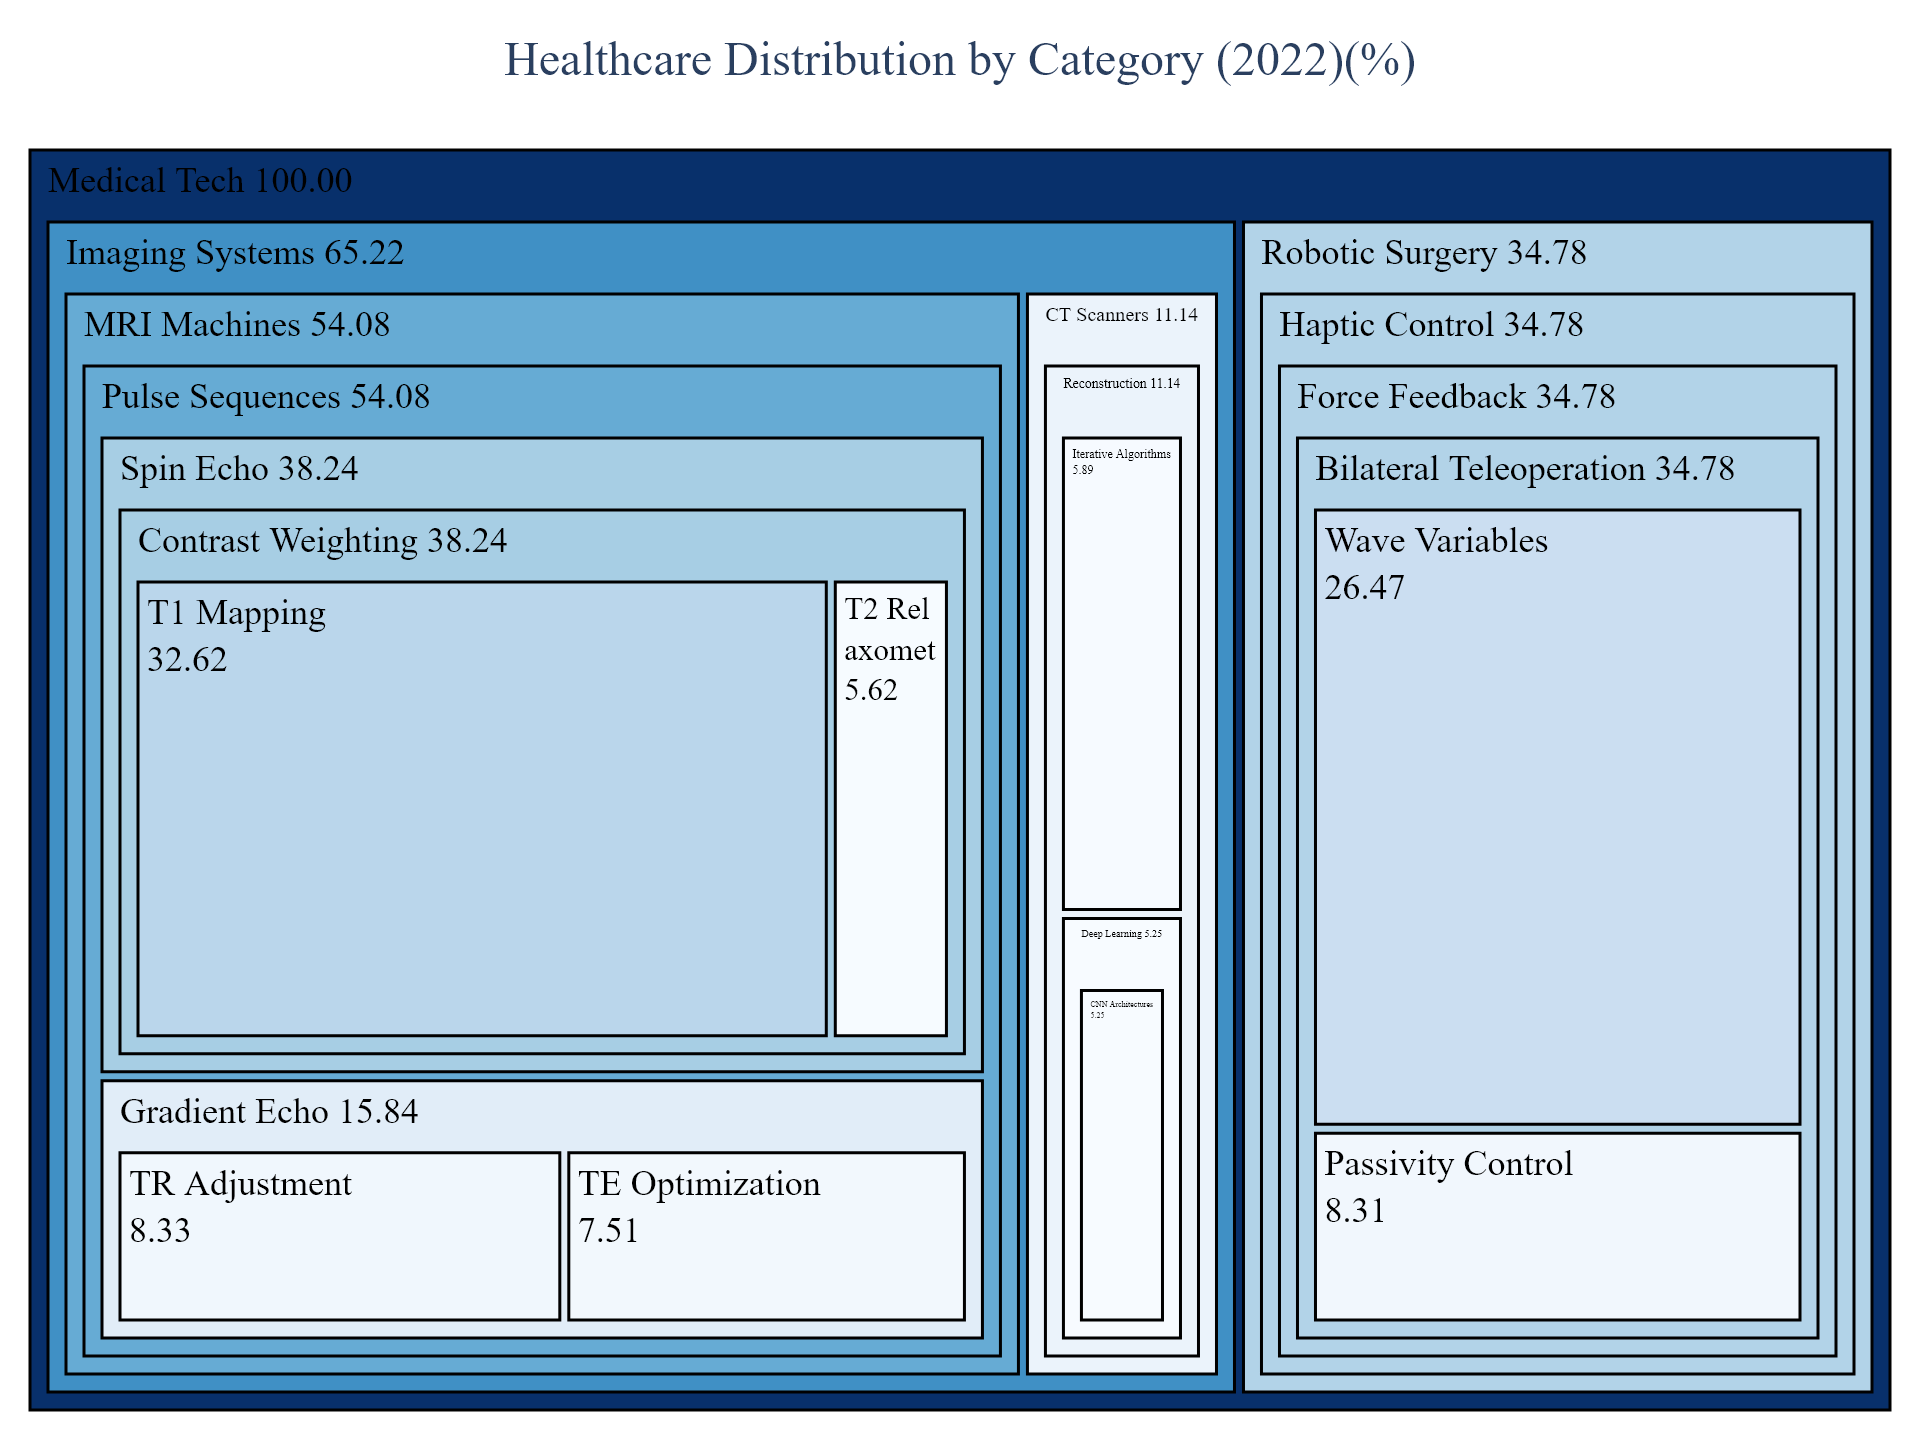 Healthcare Distribution by Category (2022)(%)
Medical Tech 100.00
Imaging Systems 65.22
MRI Machines 54.08
Pulse Sequences 54.08
Spin Echo 38.24
Contrast Weighting 38.24
T1 Mapping
32.62
T2 Rel
axomet
5.62
Gradient Echo 15.84
TR Adjustment
8.33
TE Optimization
7.51
CT Scanners 11.14
Reconstruction 11.14
Iterative Algorithms
5.89
Deep Learning 5.25
CNN Architectures
5.25
Robotic Surgery 34.78
Haptic Control 34.78
Force Feedback 34.78
Bilateral Teleoperation 34.78
Wave Variables
26.47
Passivity Control
8.31